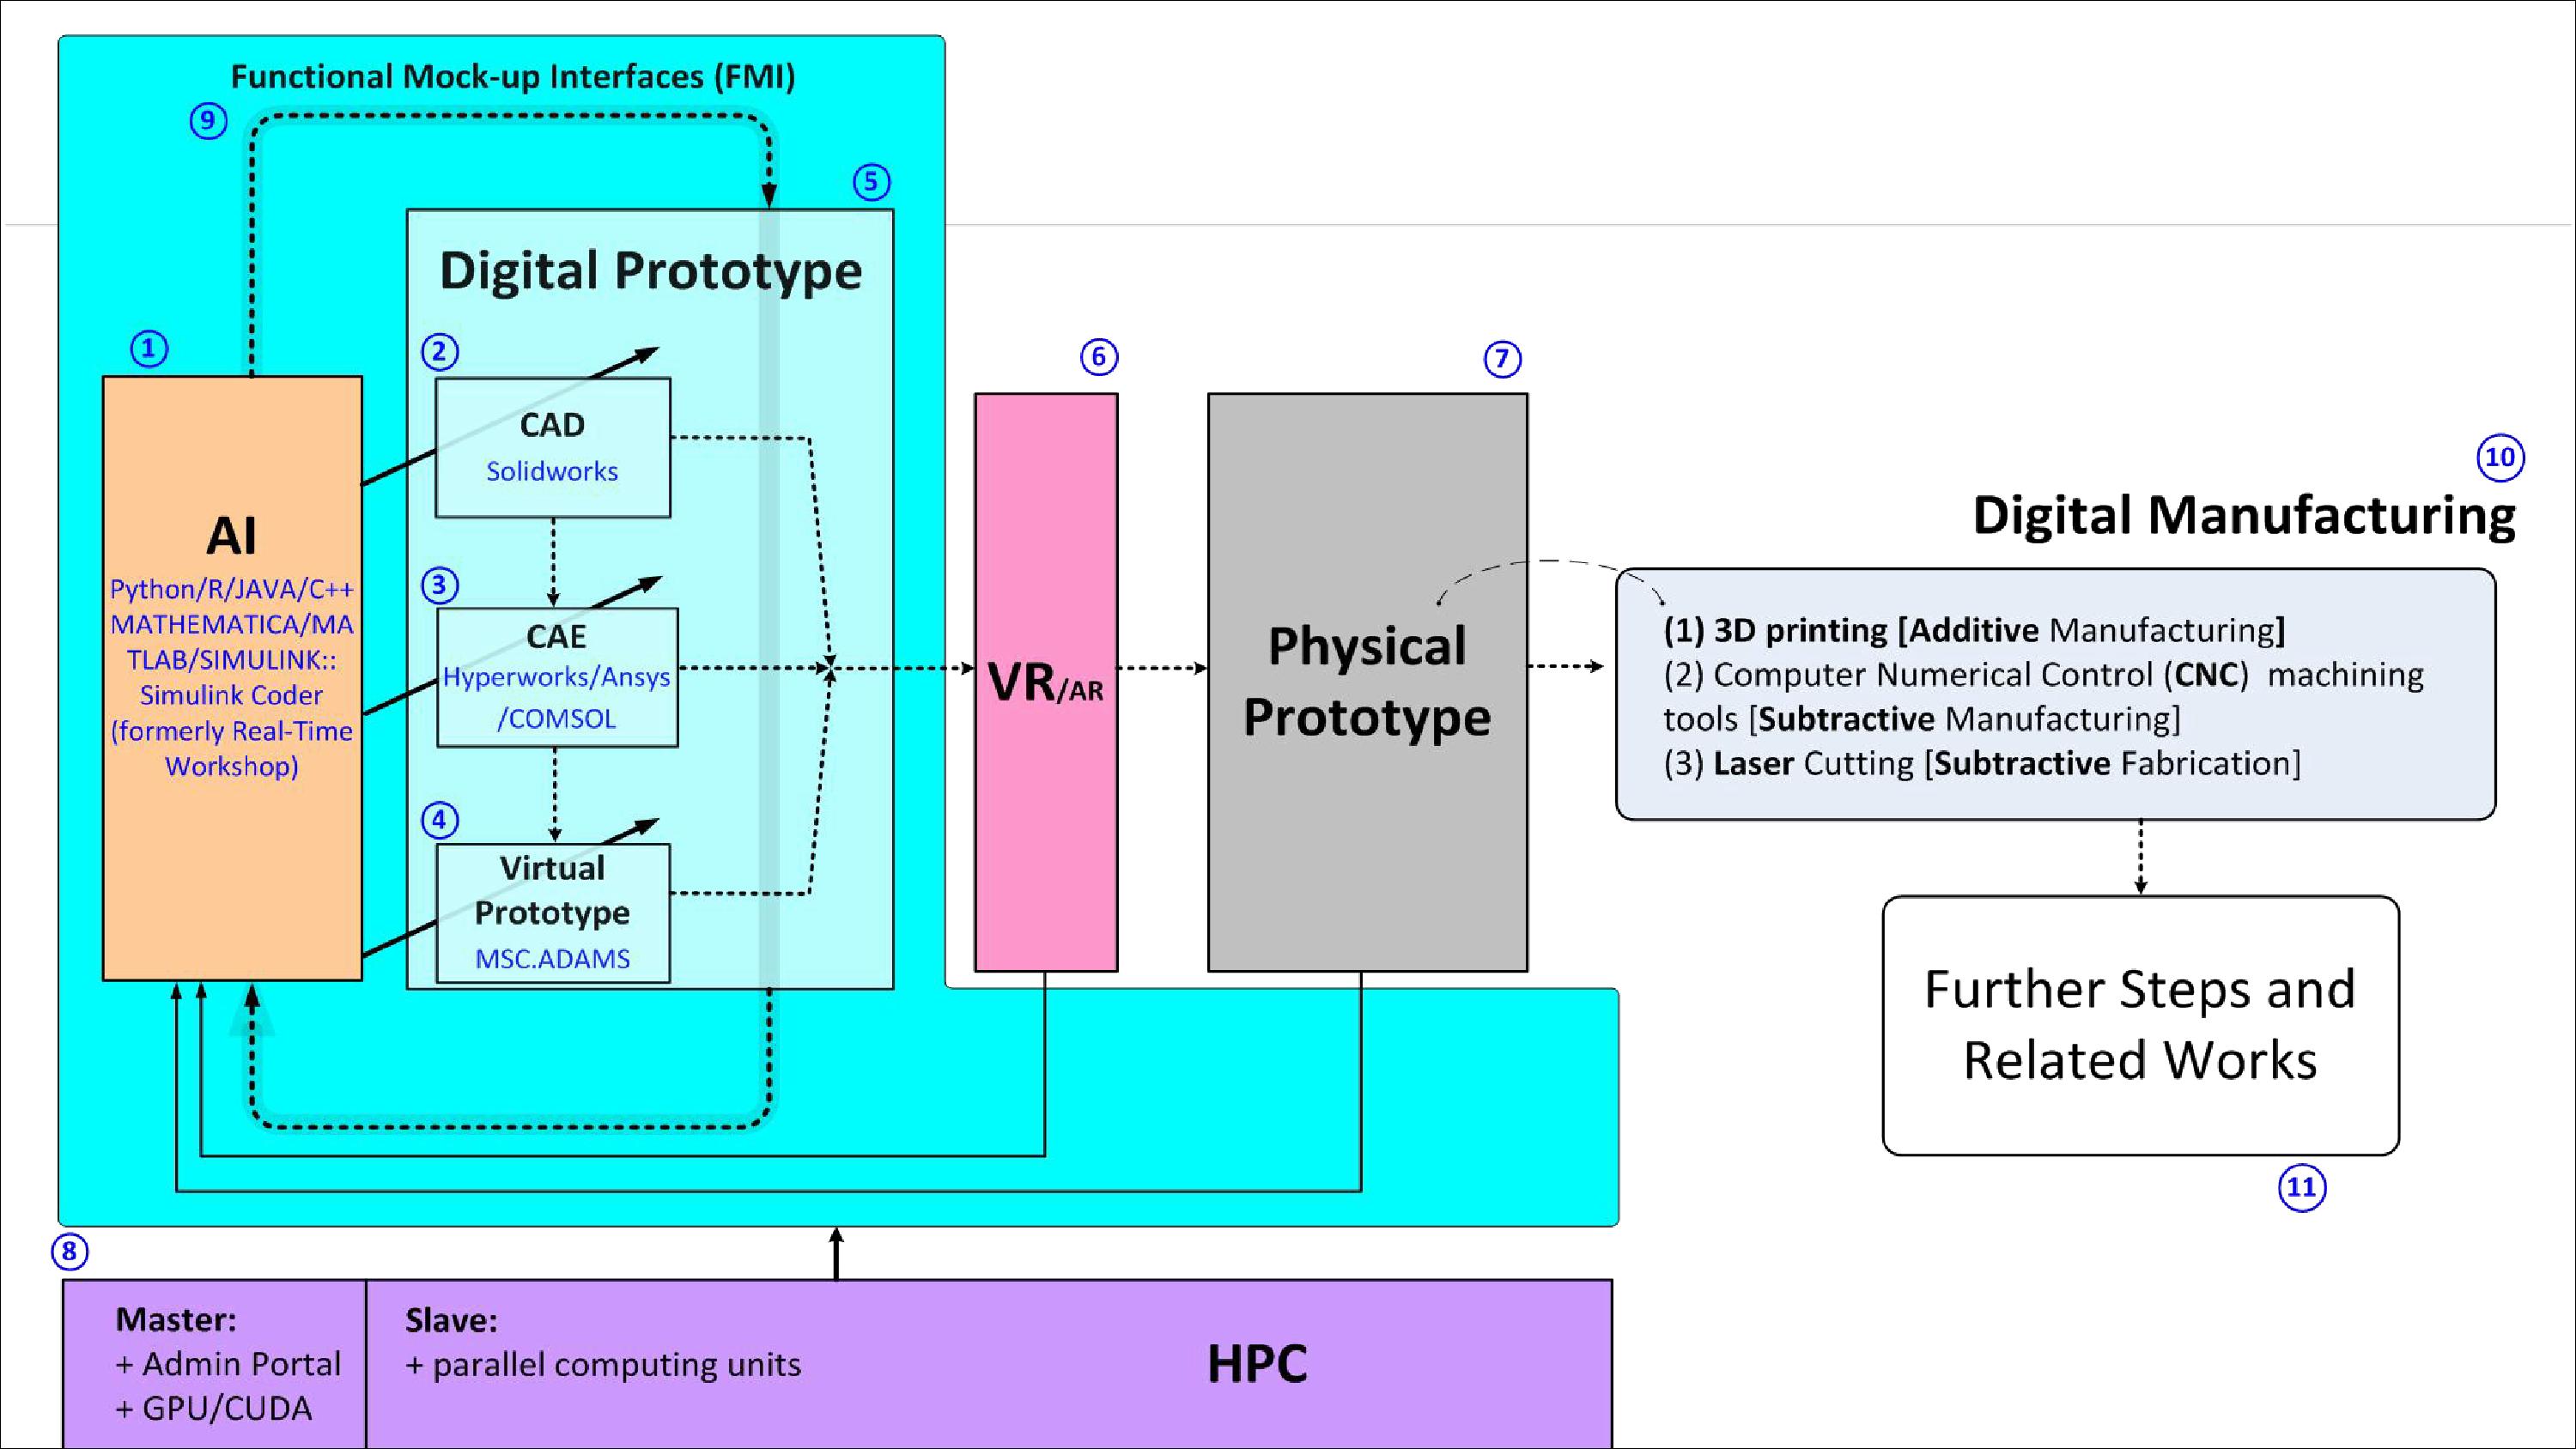 Functional Mock-up Interfaces (FMI)
9
5
Digital Prototype
1
2
CAD
Solidworks
AI
Python/R/JAVA/C++
MATHEMATICA/MA
TLAB/SIMULINK::
Simulink Coder
(formerly Real-Time
Workshop)
3
CAE
Hyperworks/Ansys
/COMSOL
4
Virtual
Prototype
MSC.ADAMS
6
VR/AR
7
Physical
Prototype
10
Digital Manufacturing
(1) 3D printing [Additive Manufacturing]
(2) Computer Numerical Control (CNC) machining
tools [Subtractive Manufacturing]
(3) Laser Cutting [Subtractive Fabrication]
Further Steps and
Related Works
11
8
Master:
+ Admin Portal
+ GPU/CUDA
Slave:
+ parallel computing units
HPC